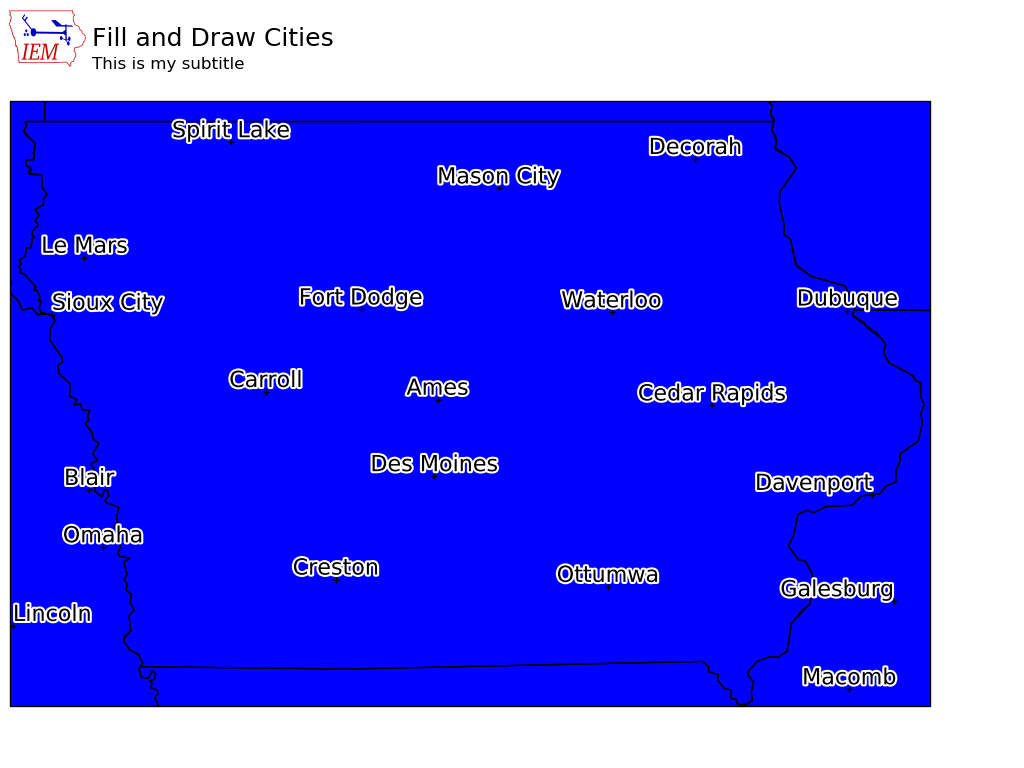 IEM
Fill and Draw Cities
This is my subtitle
Spirit Lake
Decorah
Mason City
Le Mars
Sioux City
Fort Dodge
Waterloo
Dubuque
Carroll
Ames
Cedar Rapids
Des Moines
Blair
Davenport
Omaha
Creston
Ottumwa
Galesburg
Lincoln
Macomb